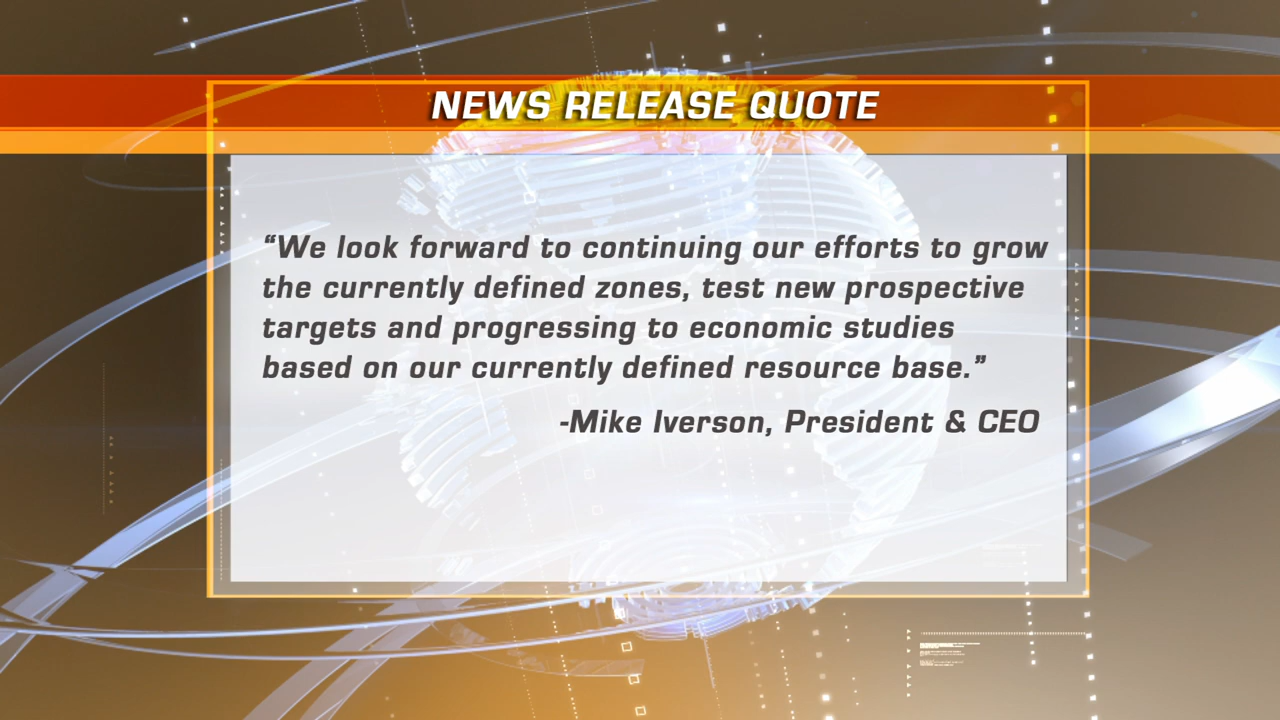 NEWS RELEASE QUOTE
“We look forward to continuing our efforts to grow
the currently defined zones, test new prospective
targets and progressing to economic studies
based on our currently defined resource base.”
-Mike Iverson, President & CEO